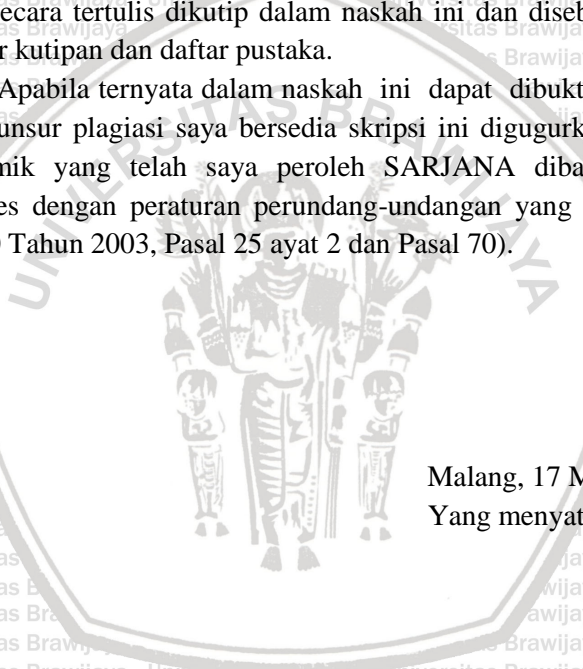 secara tertulis dikutip dalam naskah ini dan diseb
r kutipan dan daftar pustaka.
Apabila ternyata dalam naskah ini dapat dibukt
unsur plagiasi saya bersedia skripsi ini digugurk
mik yang telah saya peroleh SARJANA diba
es dengan peraturan perundang-undangan yang
Tahun 2003, Pasal 25 ayat 2 dan Pasal 70).
UNIVERSITAS BRAWIJAYA
Malang, 17 M
Yang menyat